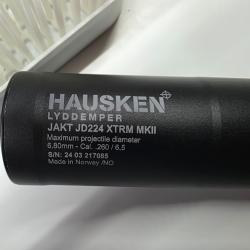 HAUSKEN
LYDDEMPER
JAKT JD224 XTRM MKII
Maximum projectile diameter
6.80mm - Cal. .260 / 6,5
S/N: 24 03 217085
Made in Norway /NO